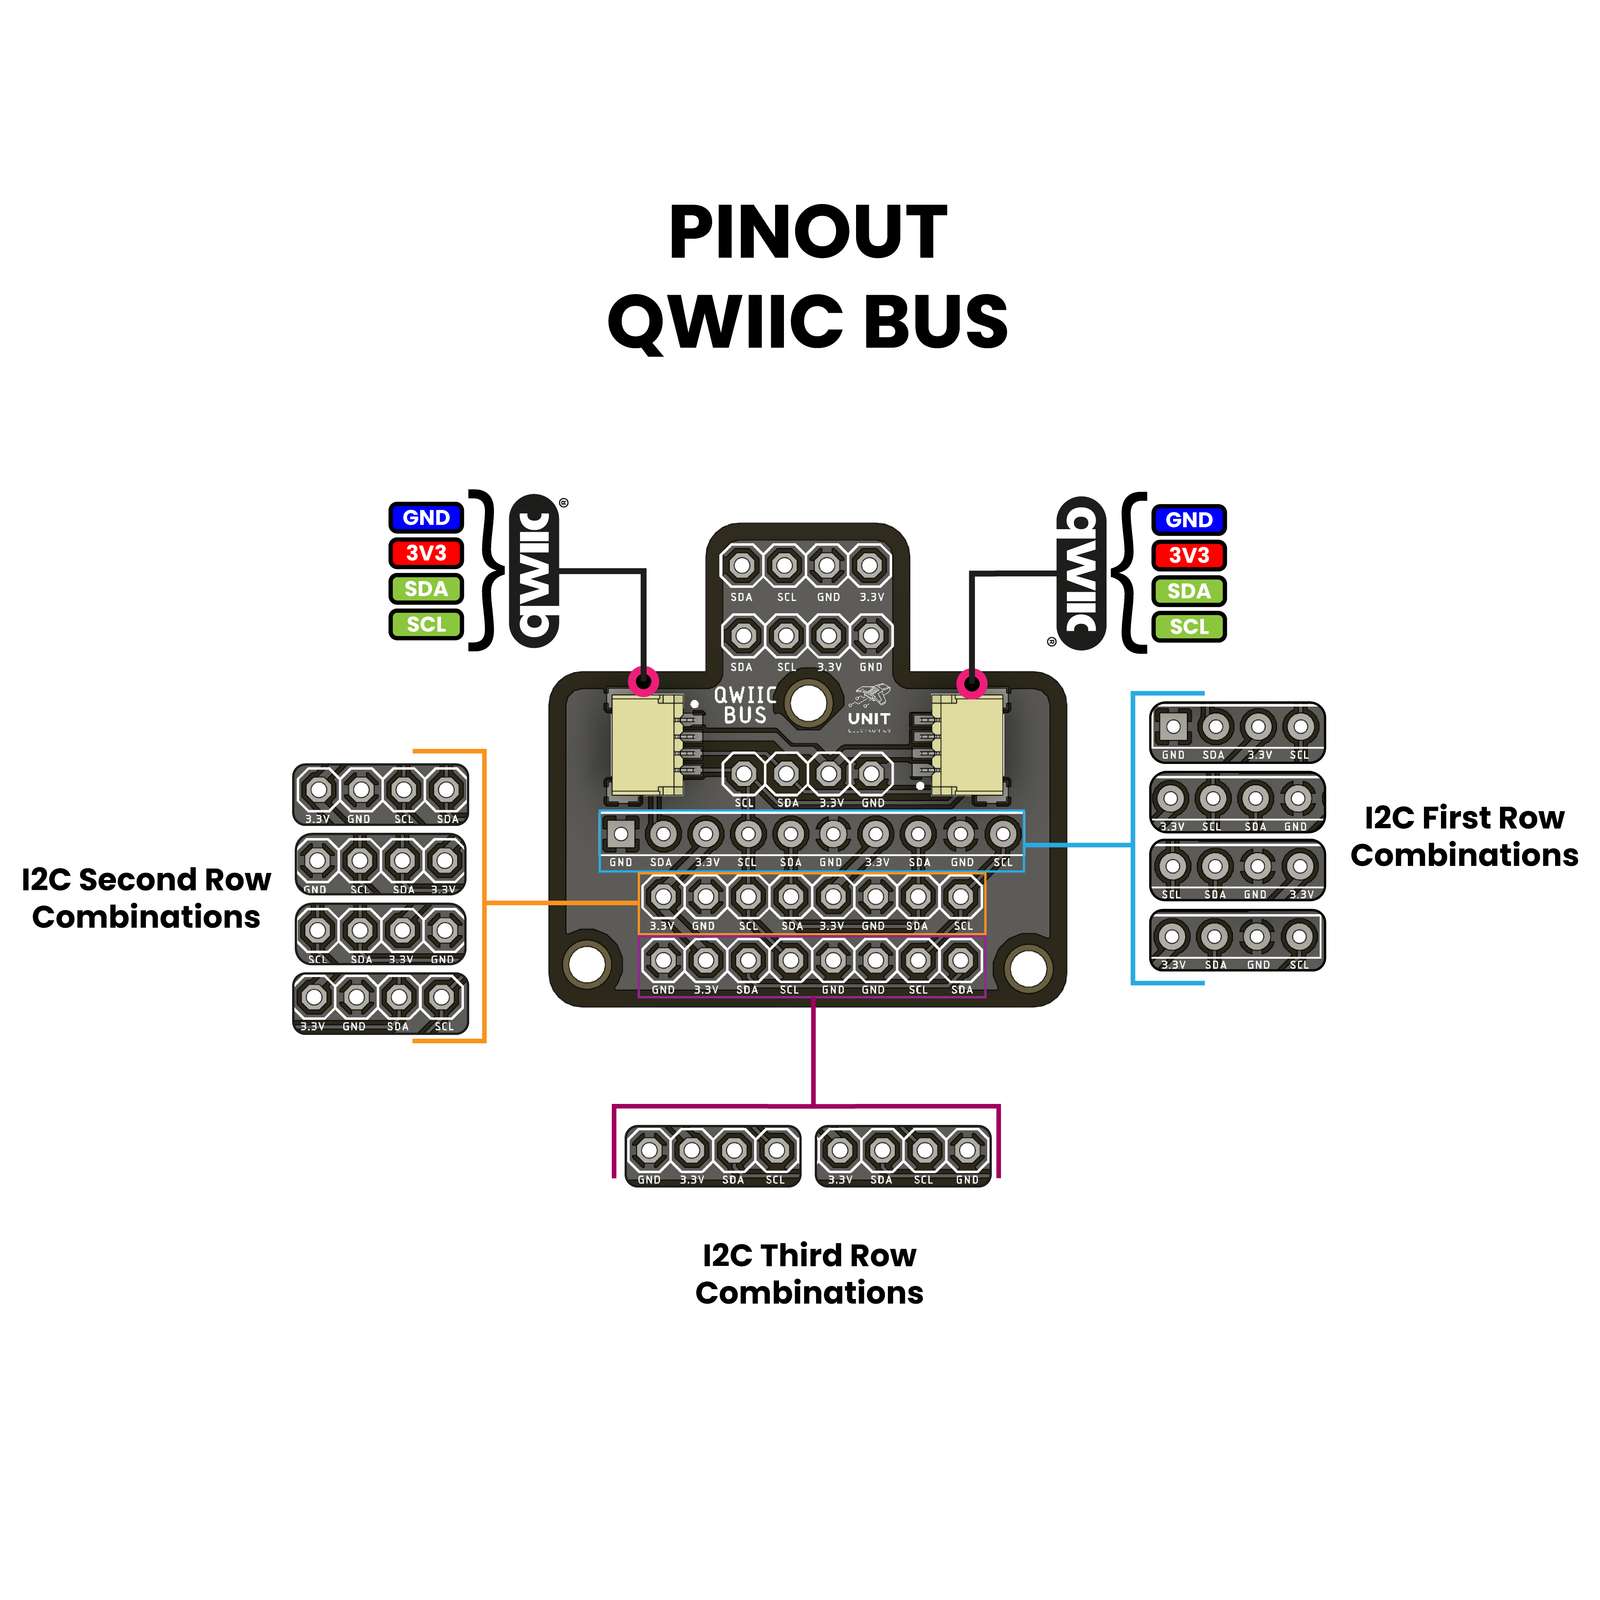 PINOUT
QWIIC BUS
GND
3V3
SDA
SCL
qwiic
®
qwiic
®
GND
3V3
SDA
SCL
SDA SCL GND 3.3V
SDA SCL 3.3V GND
QWIIC
BUS
UNIT
SCL SDA 3.3V GND
GND SDA 3.3V SCL SDA GND 3.3V SDA GND SCL
3.3V GND SCL SDA 3.3V GND SDA SCL
GND 3.3V SDA SCL GND GND SCL SDA
I2C Second Row
Combinations
3.3V GND SCL SDA
GND SCL SDA 3.3V
SCL SDA 3.3V GND
3.3V GND SDA SCL
GND SDA 3.3V SCL
3.3V SCL SDA GND
SCL SDA GND 3.3V
3.3V SDA GND SCL
I2C First Row
Combinations
GND 3.3V SDA SCL
3.3V SDA SCL GND
I2C Third Row
Combinations